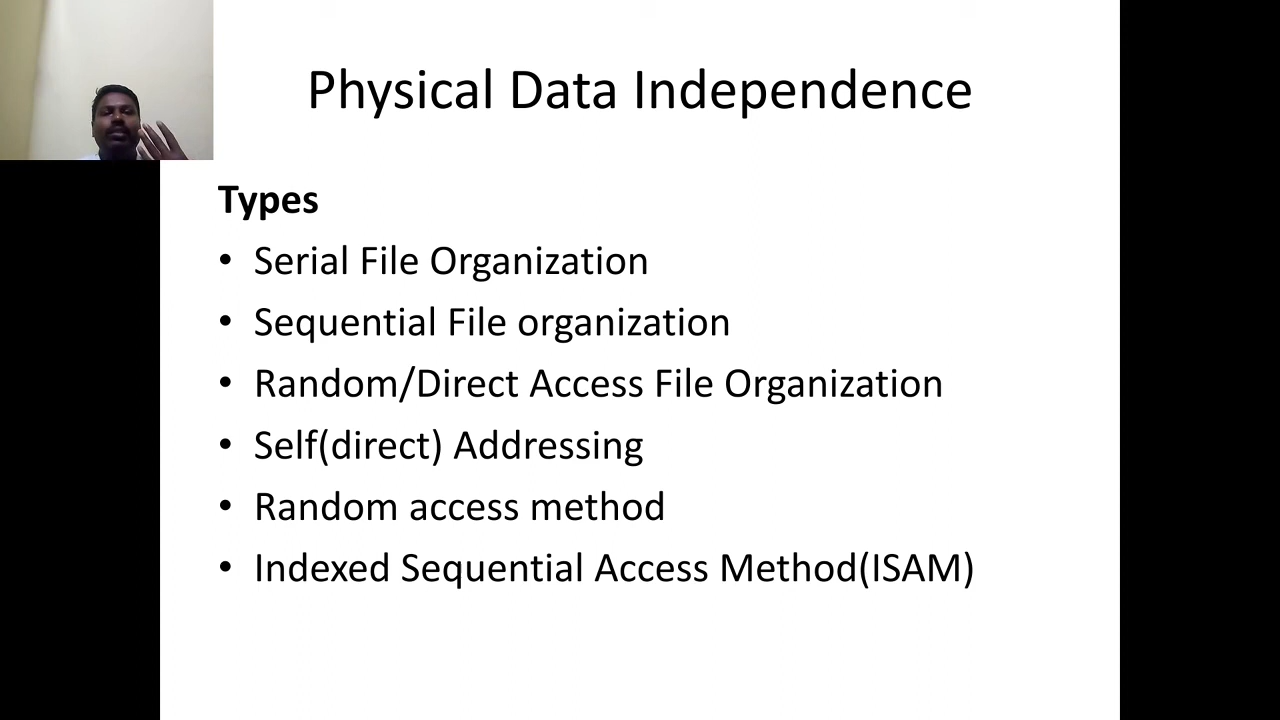 Physical Data Independence
Types
• Serial File Organization
• Sequential File organization
• Random/Direct Access File Organization
• Self(direct) Addressing
• Random access method
• Indexed Sequential Access Method(ISAM)